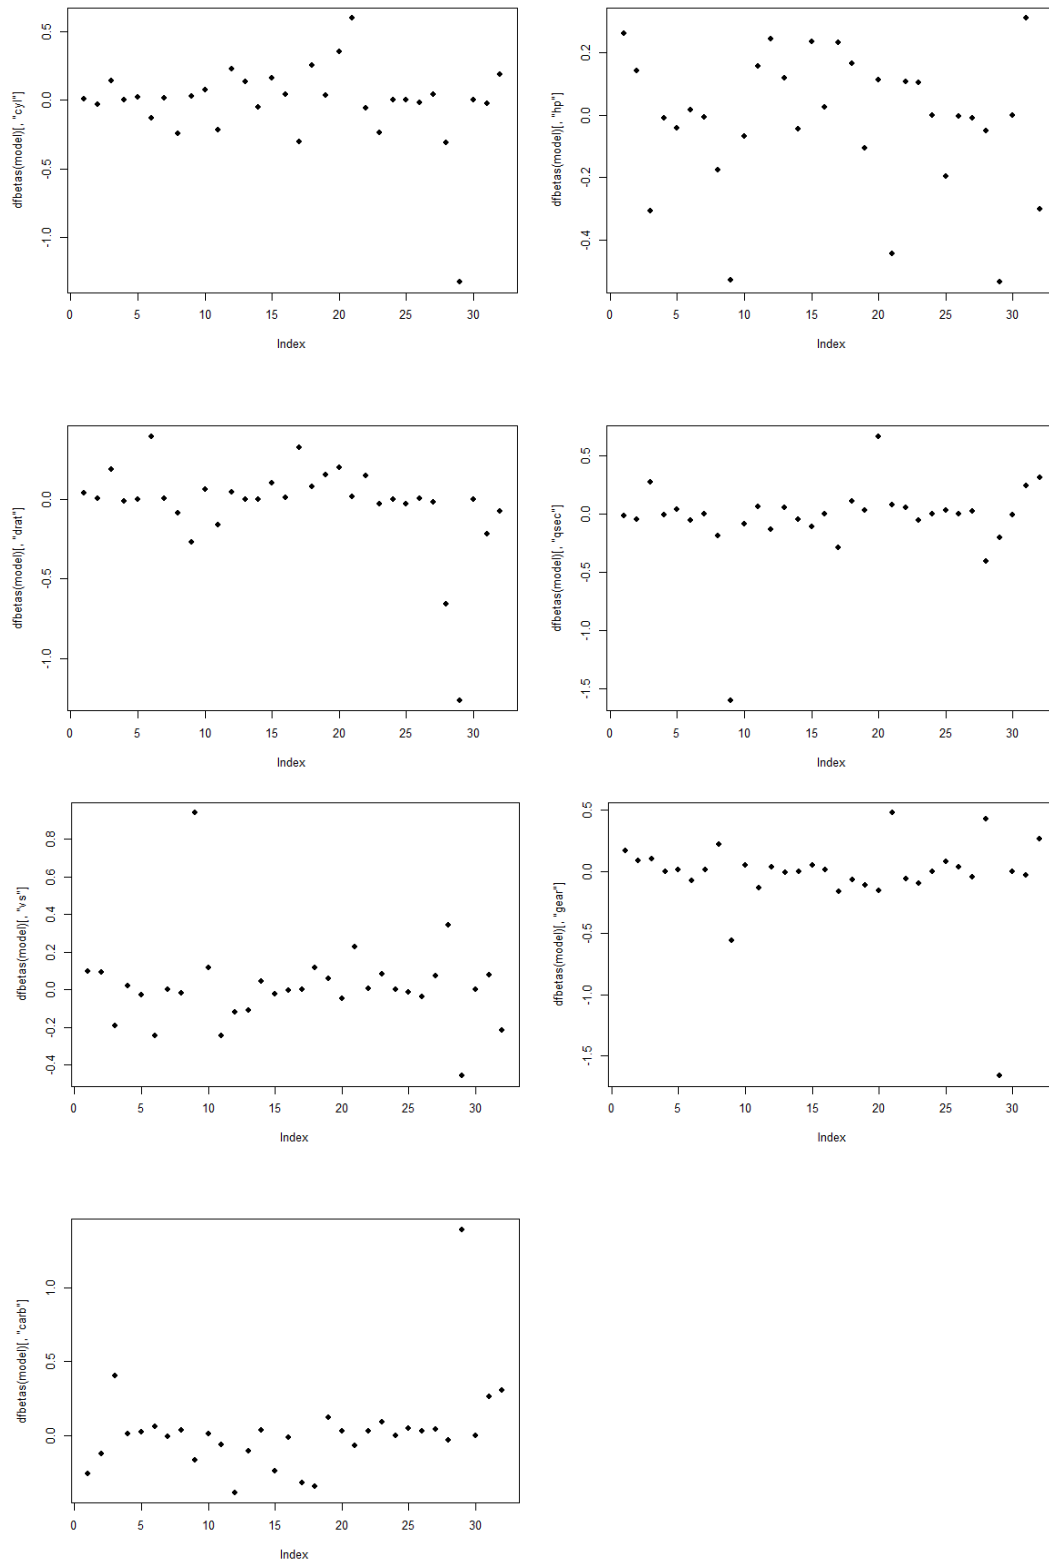 dfbetas(model)[, "cyl"]
0.5
0.0
-0.5
-1.0
0 5 10 15 20 25 30
Index
dfbetas(model)[, "hp"]
0.2
0.0
-0.2
-0.4
0 5 10 15 20 25 30
Index
dfbetas(model)[, "drat"]
0.0
-0.5
-1.0
0 5 10 15 20 25 30
Index
dfbetas(model)[, "qsec"]
0.5
0.0
-0.5
-1.0
-1.5
0 5 10 15 20 25 30
Index
dfbetas(model)[, "vs"]
0.8
0.6
0.4
0.2
0.0
-0.2
-0.4
0 5 10 15 20 25 30
Index
dfbetas(model)[, "gear"]
0.5
0.0
-0.5
-1.0
-1.5
0 5 10 15 20 25 30
Index
dfbetas(model)[, "carb"]
1.0
0.5
0.0
0 5 10 15 20 25 30
Index